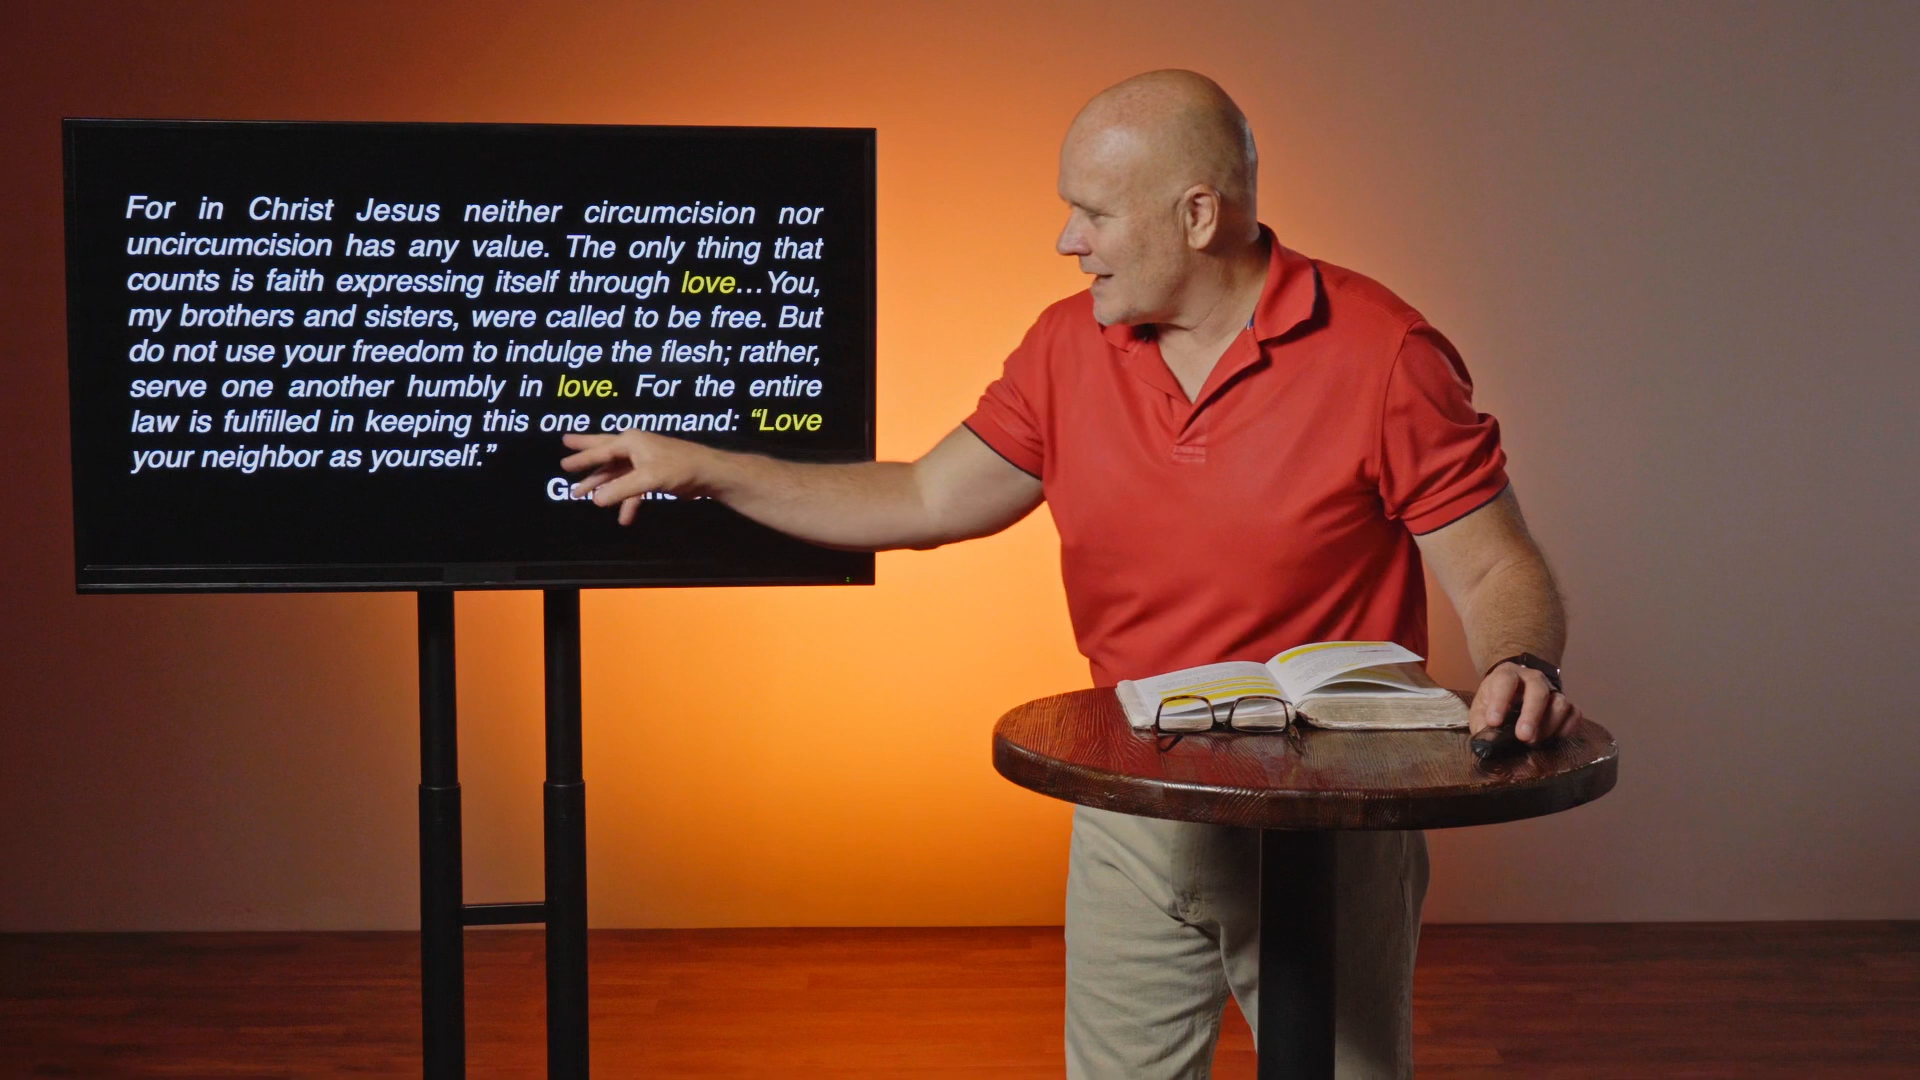 For in Christ Jesus neither circumcision nor
uncircumcision has any value. The only thing that
counts is faith expressing itself through love…You,
my brothers and sisters, were called to be free. But
do not use your freedom to indulge the flesh; rather,
serve one another humbly in love. For the entire
law is fulfilled in keeping this one command: “Love
your neighbor as yourself.”